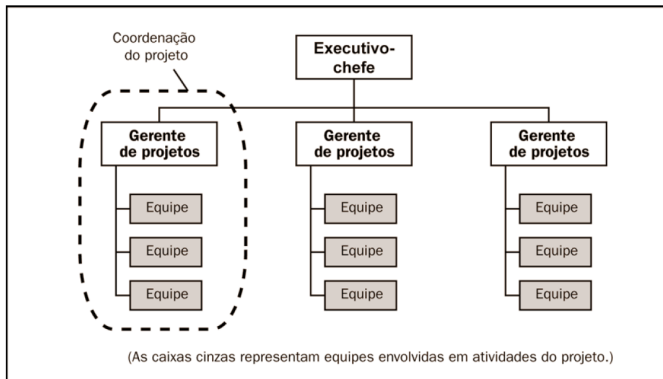 Coordenação
do projeto
Executivo-
chefe
Gerente
de projetos
Gerente
de projetos
Gerente
de projetos
Equipe
Equipe
Equipe
Equipe
Equipe
Equipe
Equipe
Equipe
Equipe
(As caixas cinzas representam equipes envolvidas em atividades do projeto.)